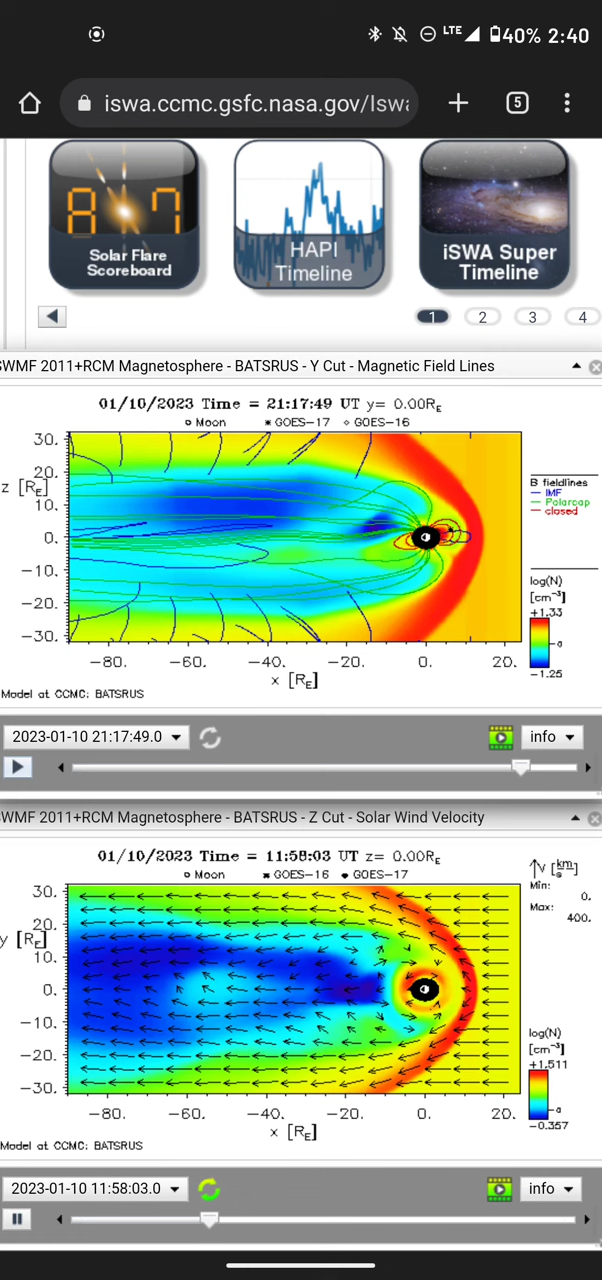 LTE 40% 2:40
iswa.ccmc.gsfc.nasa.gov/Iswa
5
847
Solar Flare
Scoreboard
HAPI
Timeline
iSWA Super
Timeline
1 2 3 4
SWMF 2011+RCM Magnetosphere - BATSRUS - Y Cut - Magnetic Field Lines
01/10/2023 Time = 21:17:49 UT y= 0.00RE
Moon GOES-17 GOES-16
30.
20.
z [RE]
10.
0.
-10.
-20.
-30.
-80. -60. -40. -20. 0. 20.
x [RE]
B fieldlines
IMF
Polarcap
closed
log(N)
[cm-3]
+1.33
0
-1.25
Model at CCMC: BATSRUS
2023-01-10 21:17:49.0 info
SWMF 2011+RCM Magnetosphere - BATSRUS - Z Cut - Solar Wind Velocity
01/10/2023 Time = 11:58:03 UT z= 0.00RE
Moon GOES-16 GOES-17
30.
20.
y [RE]
10.
0.
-10.
-20.
-30.
-80. -60. -40. -20. 0. 20.
x [RE]
V [km/s]
Min:
0.
Max:
400.
log(N)
[cm-3]
+1.511
0
-0.357
Model at CCMC: BATSRUS
2023-01-10 11:58:03.0 info